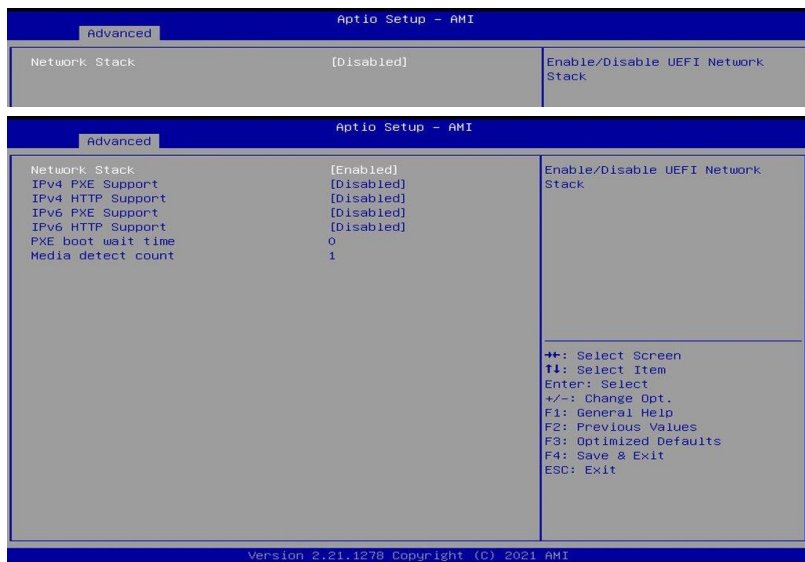 Aptio Setup – AMI
Advanced
Network Stack [Disabled]
Enable/Disable UEFI Network
Stack
Aptio Setup – AMI
Advanced
Network Stack [Enabled]
IPv4 PXE Support [Disabled]
IPv4 HTTP Support [Disabled]
IPv6 PXE Support [Disabled]
IPv6 HTTP Support [Disabled]
PXE boot wait time 0
Media detect count 1
Enable/Disable UEFI Network
Stack
→←: Select Screen
↑↓: Select Item
Enter: Select
+/-: Change Opt.
F1: General Help
F2: Previous Values
F3: Optimized Defaults
F4: Save & Exit
ESC: Exit
Version 2.21.1278 Copyright (C) 2021 AMI